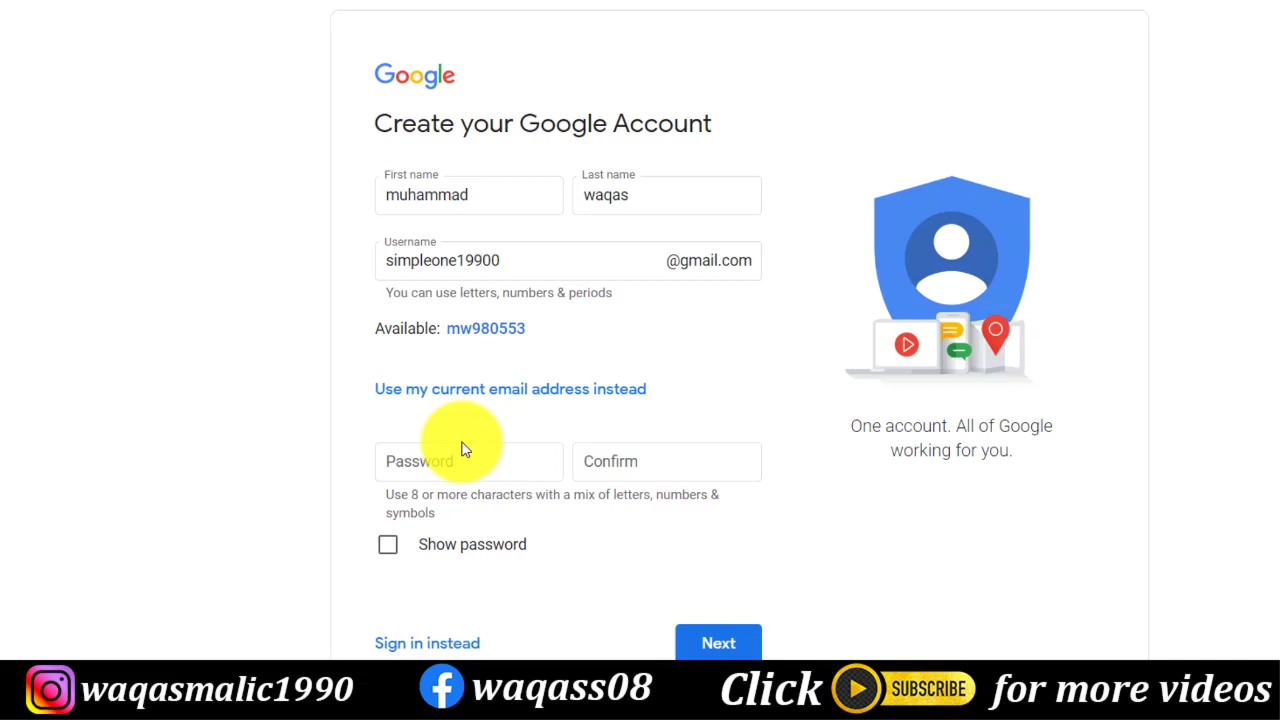 Google
Create your Google Account
First name
Last name
muhammad
waqas
Username
simpleone19900
@gmail.com
You can use letters, numbers & periods
Available: mw980553
Use my current email address instead
Password
Confirm
Use 8 or more characters with a mix of letters, numbers &
symbols
Show password
Sign in instead
Next
One account. All of Google
working for you.
waqasmalic1990
waqass08
Click SUBSCRIBE for more videos